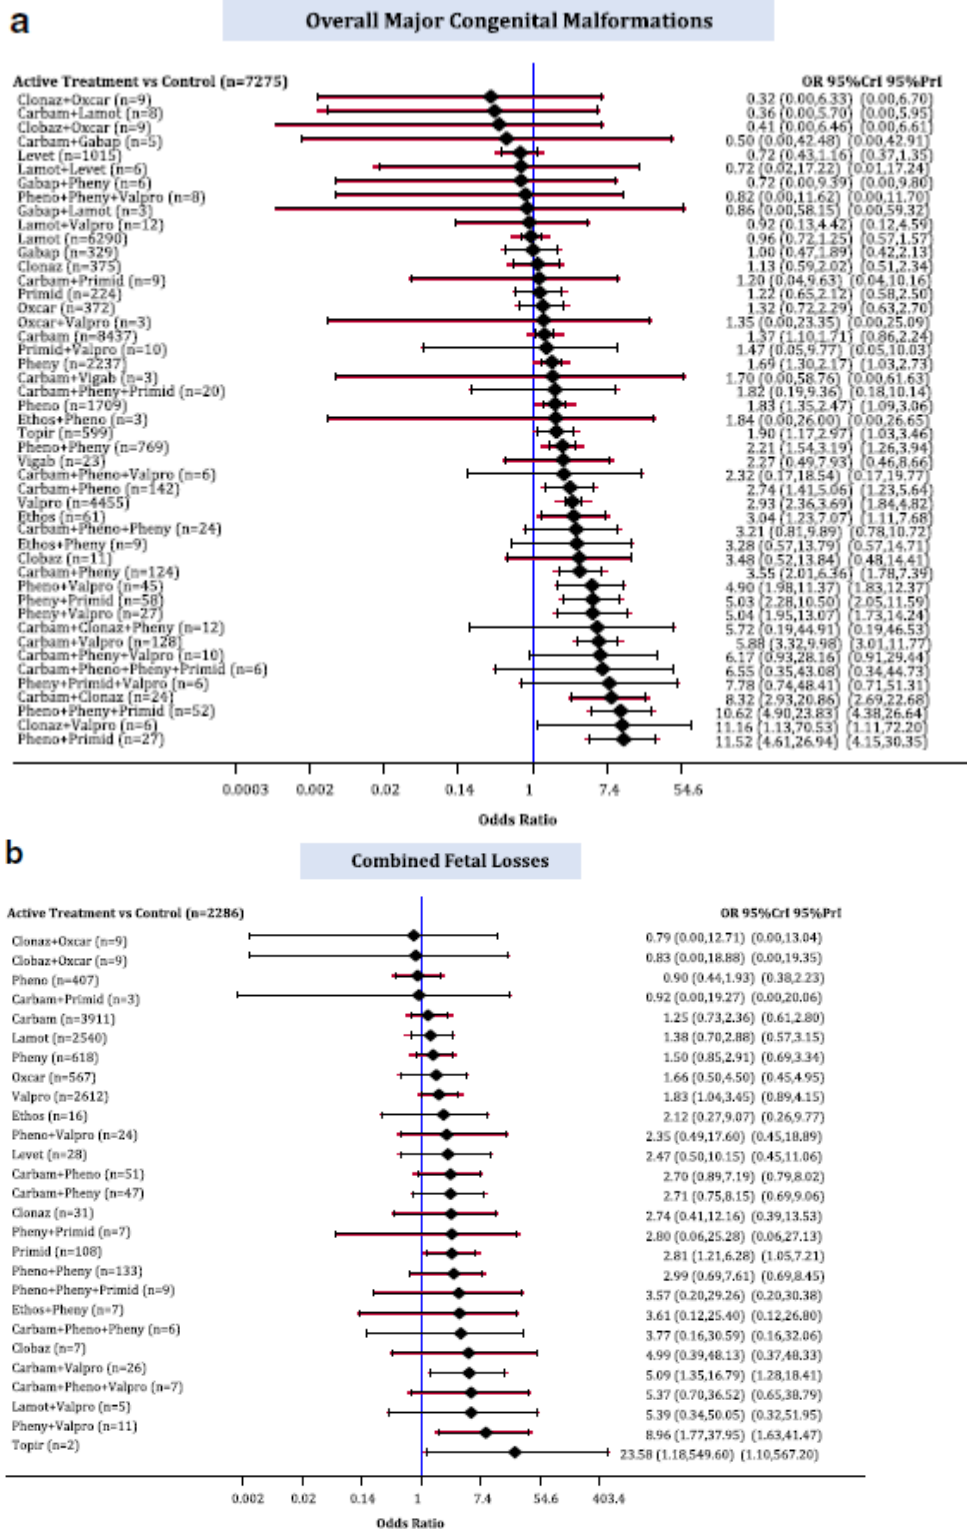 a
Overall Major Congenital Malformations
Active Treatment vs Control (n=7275) OR 95%CrI 95%PrI
Clonaz+Oxcar (n=9) 0.32 (0.00,6.33) (0.00,6.70)
Carbam+Lamot (n=8) 0.36 (0.00,5.70) (0.00,5.95)
Clobaz+Oxcar (n=9) 0.41 (0.00,6.46) (0.00,6.61)
Carbam+Gabap (n=5) 0.50 (0.00,42.48) (0.00,42.91)
Levet (n=1015) 0.72 (0.43,1.16) (0.37,1.35)
Lamot+Levet (n=6) 0.72 (0.02,17.22) (0.01,17.24)
Gabap+Pheny (n=6) 0.72 (0.00,9.39) (0.00,9.80)
Pheno+Pheny+Valpro (n=8) 0.82 (0.00,11.62) (0.00,11.70)
Gabap+Lamot (n=3) 0.86 (0.00,58.15) (0.00,59.32)
Lamot+Valpro (n=12) 0.92 (0.13,4.42) (0.12,4.59)
Lamot (n=6290) 0.96 (0.72,1.25) (0.57,1.57)
Gabap (n=329) 1.00 (0.47,1.89) (0.42,2.13)
Clonaz (n=375) 1.13 (0.59,2.02) (0.51,2.34)
Carbam+Primid (n=9) 1.20 (0.04,9.63) (0.04,10.16)
Primid (n=224) 1.22 (0.65,2.12) (0.58,2.50)
Oxcar (n=372) 1.32 (0.72,2.29) (0.63,2.70)
Oxcar+Valpro (n=3) 1.35 (0.00,23.35) (0.00,25.09)
Carbam (n=8437) 1.37 (1.10,1.71) (0.86,2.24)
Primid+Valpro (n=10) 1.47 (0.05,9.77) (0.05,10.03)
Pheny (n=2237) 1.69 (1.30,2.17) (1.03,2.73)
Carbam+Vigab (n=3) 1.70 (0.00,58.76) (0.00,61.63)
Carbam+Pheny+Primid (n=20) 1.82 (0.19,9.36) (0.18,10.14)
Pheno (n=1709) 1.83 (1.35,2.47) (1.09,3.06)
Ethos+Pheno (n=3) 1.84 (0.00,26.00) (0.00,26.65)
Topir (n=599) 1.90 (1.17,2.97) (1.03,3.46)
Pheno+Pheny (n=769) 2.21 (1.54,3.19) (1.26,3.94)
Vigab (n=23) 2.27 (0.49,7.93) (0.46,8.66)
Carbam+Pheno+Valpro (n=6) 2.32 (0.17,18.54) (0.17,19.77)
Carbam+Pheno (n=142) 2.74 (1.41,5.06) (1.23,5.64)
Valpro (n=4455) 2.93 (2.36,3.69) (1.84,4.82)
Ethos (n=61) 3.04 (1.23,7.07) (1.11,7.68)
Carbam+Pheno+Pheny (n=24) 3.21 (0.81,9.89) (0.78,10.72)
Ethos+Pheny (n=9) 3.28 (0.57,13.79) (0.57,14.71)
Clobaz (n=11) 3.48 (0.52,13.84) (0.48,14.41)
Carbam+Pheny (n=124) 3.55 (2.01,6.36) (1.78,7.39)
Pheno+Valpro (n=45) 4.90 (1.98,11.37) (1.83,12.37)
Pheny+Primid (n=58) 5.03 (2.28,10.50) (2.05,11.59)
Pheny+Valpro (n=27) 5.04 (1.95,13.07) (1.73,14.24)
Carbam+Clonaz+Pheny (n=12) 5.72 (0.19,44.91) (0.19,46.53)
Carbam+Valpro (n=128) 5.88 (3.32,9.98) (3.01,11.77)
Carbam+Pheny+Valpro (n=10) 6.17 (0.93,28.16) (0.91,29.44)
Carbam+Pheno+Pheny+Primid (n=6) 6.55 (0.35,43.08) (0.34,44.73)
Pheny+Primid+Valpro (n=6) 7.78 (0.74,48.41) (0.71,51.31)
Carbam+Clonaz (n=24) 8.32 (2.93,20.86) (2.69,22.68)
Pheno+Pheny+Primid (n=52) 10.62 (4.90,23.83) (4.38,26.64)
Clonaz+Valpro (n=6) 11.16 (1.13,70.53) (1.11,72.20)
Pheno+Primid (n=27) 11.52 (4.61,26.94) (4.15,30.35)
0.0003 0.002 0.02 0.14 1 7.4 54.6
Odds Ratio
b
Combined Fetal Losses
Active Treatment vs Control (n=2286) OR 95%CrI 95%PrI
Clonaz+Oxcar (n=9) 0.79 (0.00,12.71) (0.00,13.04)
Clobaz+Oxcar (n=9) 0.83 (0.00,18.88) (0.00,19.35)
Pheno (n=407) 0.90 (0.44,1.93) (0.38,2.23)
Carbam+Primid (n=3) 0.92 (0.00,19.27) (0.00,20.06)
Carbam (n=3911) 1.25 (0.73,2.36) (0.61,2.80)
Lamot (n=2540) 1.38 (0.70,2.88) (0.57,3.15)
Pheny (n=618) 1.50 (0.85,2.91) (0.69,3.34)
Oxcar (n=567) 1.66 (0.50,4.50) (0.45,4.95)
Valpro (n=2612) 1.83 (1.04,3.45) (0.89,4.15)
Ethos (n=16) 2.12 (0.27,9.07) (0.26,9.77)
Pheno+Valpro (n=24) 2.35 (0.49,17.60) (0.45,18.89)
Levet (n=28) 2.47 (0.50,10.15) (0.45,11.06)
Carbam+Pheno (n=51) 2.70 (0.89,7.19) (0.79,8.02)
Carbam+Pheny (n=47) 2.71 (0.75,8.15) (0.69,9.06)
Clonaz (n=31) 2.74 (0.41,12.16) (0.39,13.53)
Pheny+Primid (n=7) 2.80 (0.06,25.28) (0.06,27.13)
Primid (n=108) 2.81 (1.21,6.28) (1.05,7.21)
Pheno+Pheny (n=133) 2.99 (0.69,7.61) (0.69,8.45)
Pheno+Pheny+Primid (n=9) 3.57 (0.20,29.26) (0.20,30.38)
Ethos+Pheny (n=7) 3.61 (0.12,25.40) (0.12,26.80)
Carbam+Pheno+Pheny (n=6) 3.77 (0.16,30.59) (0.16,32.06)
Clobaz (n=7) 4.99 (0.39,48.13) (0.37,48.33)
Carbam+Valpro (n=26) 5.09 (1.35,16.79) (1.28,18.41)
Carbam+Pheno+Valpro (n=7) 5.37 (0.70,36.52) (0.65,38.79)
Lamot+Valpro (n=5) 5.39 (0.34,50.05) (0.32,51.95)
Pheny+Valpro (n=11) 8.96 (1.77,37.95) (1.63,41.47)
Topir (n=2) 23.58 (1.18,549.60) (1.10,567.20)
0.002 0.02 0.14 1 7.4 54.6 403.4
Odds Ratio